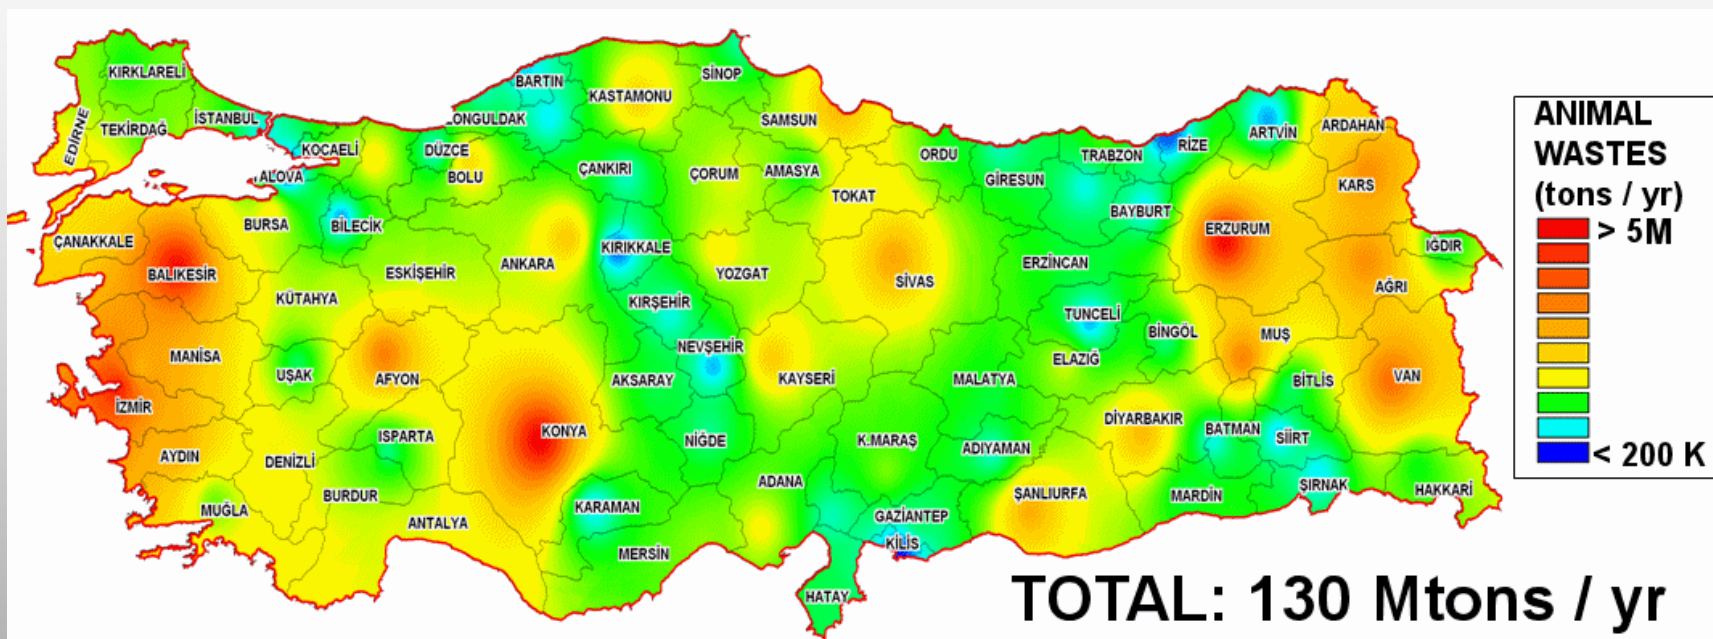 KIRKLARELİ
EDİRNE
TEKİRDAĞ
İSTANBUL
KOCAELİ
ALOVA
DÜZCE
BOLU
ONGULDAK
BARTIN
KASTAMONU
SİNOP
SAMSUN
ÇANKIRI
ÇORUM
AMASYA
TOKAT
ORDU
GİRESUN
TRABZON
RİZE
ARTVİN
ARDAHAN
KARS
BAYBURT
ERZURUM
IĞDIR
AĞRI
ÇANAKKALE
BALIKESİR
BURSA
BİLECİK
KÜTAHYA
ESKİŞEHİR
ANKARA
KIRIKKALE
KIRŞEHİR
YOZGAT
SİVAS
ERZİNCAN
TUNCELİ
BİNGÖL
MUŞ
ELAZIĞ
BİTLİS
VAN
MANİSA
UŞAK
AFYON
İZMİR
AYDIN
DENİZLİ
ISPARTA
KONYA
AKSARAY
NEVŞEHİR
KAYSERİ
MALATYA
NİĞDE
K.MARAŞ
ADIYAMAN
DİYARBAKIR
BATMAN
SİİRT
ŞIRNAK
HAKKARİ
MARDİN
ŞANLIURFA
GAZİANTEP
KİLİS
HATAY
ADANA
MERSİN
KARAMAN
ANTALYA
BURDUR
MUĞLA
ANIMAL
WASTES
(tons / yr)
> 5M
< 200 K
TOTAL: 130 Mtons / yr